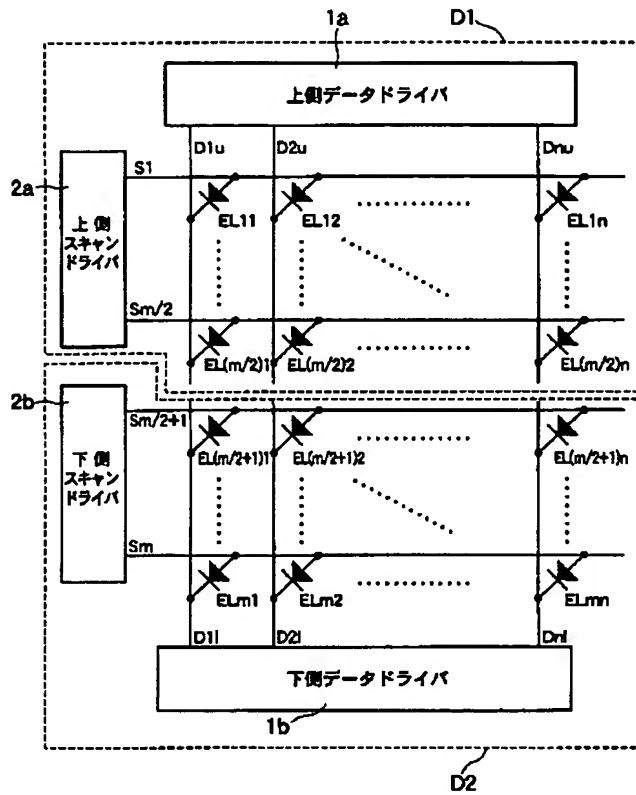 1a
D1
上側データドライバ
D1u
D2u
Dnu
S1
2a
上側
スキャン
ドライバ
EL11
EL12
EL1n
Sm/2
EL(m/2)1
EL(m/2)2
EL(m/2)n
2b
Sm/2+1
下側
スキャン
ドライバ
EL(m/2+1)1
EL(m/2+1)2
EL(m/2+1)n
Sm
ELm1
ELm2
ELmn
D1l
D2l
Dnl
下側データドライバ
1b
D2